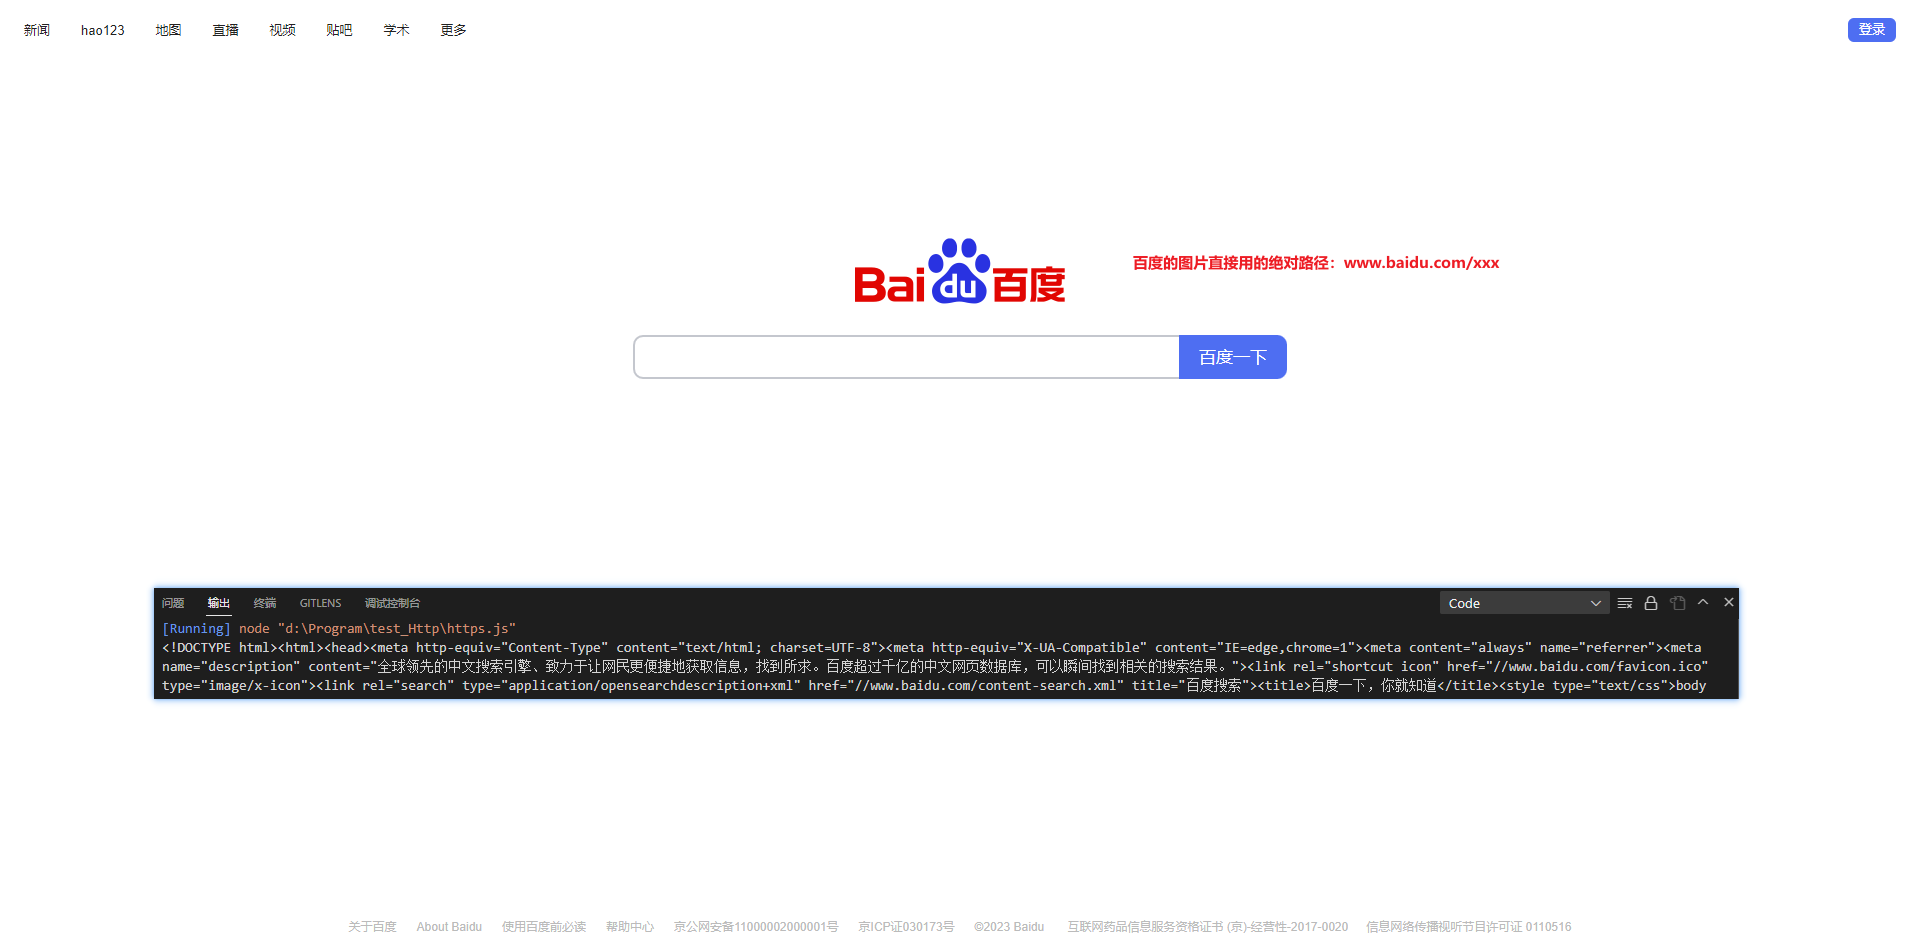 新闻 hao123 地图 直播 视频 贴吧 学术 更多 登录
Bai du 百度
百度的图片直接用的绝对路径：www.baidu.com/xxx
百度一下
问题 输出 终端 GITLENS 调试控制台 Code
[Running] node "d:\Program\test_Http\https.js"
<!DOCTYPE html><html><head><meta http-equiv="Content-Type" content="text/html; charset=UTF-8"><meta http-equiv="X-UA-Compatible" content="IE=edge,chrome=1"><meta content="always" name="referrer"><meta
name="description" content="全球领先的中文搜索引擎、致力于让网民更便捷地获取信息，找到所求。百度超过千亿的中文网页数据库，可以瞬间找到相关的搜索结果。"><link rel="shortcut icon" href="//www.baidu.com/favicon.ico"
type="image/x-icon"><link rel="search" type="application/opensearchdescription+xml" href="//www.baidu.com/content-search.xml" title="百度搜索"><title>百度一下，你就知道</title><style type="text/css">body
关于百度 About Baidu 使用百度前必读 帮助中心 京公网安备11000002000001号 京ICP证030173号 ©2023 Baidu 互联网药品信息服务资格证书 (京)-经营性-2017-0020 信息网络传播视听节目许可证 0110516